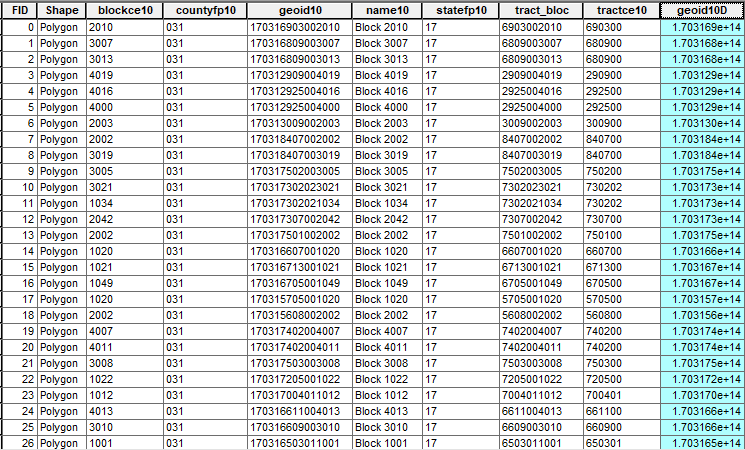 FID Shape blockce10 countyfp10 geoid10 name10 statefp10 tract_bloc tractce10 geoid10D
0 Polygon 2010 031 170316903002010 Block 2010 17 6903002010 690300 1.703169e+14
1 Polygon 3007 031 170316809003007 Block 3007 17 6809003007 680900 1.703168e+14
2 Polygon 3013 031 170316809003013 Block 3013 17 6809003013 680900 1.703168e+14
3 Polygon 4019 031 170312909004019 Block 4019 17 2909004019 290900 1.703129e+14
4 Polygon 4016 031 170312925004016 Block 4016 17 2925004016 292500 1.703129e+14
5 Polygon 4000 031 170312925004000 Block 4000 17 2925004000 292500 1.703129e+14
6 Polygon 2003 031 170313009002003 Block 2003 17 3009002003 300900 1.703130e+14
7 Polygon 2002 031 170318407002002 Block 2002 17 8407002002 840700 1.703184e+14
8 Polygon 3019 031 170318407003019 Block 3019 17 8407003019 840700 1.703184e+14
9 Polygon 3005 031 170317502003005 Block 3005 17 7502003005 750200 1.703175e+14
10 Polygon 3021 031 170317302023021 Block 3021 17 7302023021 730202 1.703173e+14
11 Polygon 1034 031 170317302021034 Block 1034 17 7302021034 730202 1.703173e+14
12 Polygon 2042 031 170317307002042 Block 2042 17 7307002042 730700 1.703173e+14
13 Polygon 2002 031 170317501002002 Block 2002 17 7501002002 750100 1.703175e+14
14 Polygon 1020 031 170316607001020 Block 1020 17 6607001020 660700 1.703166e+14
15 Polygon 1021 031 170316713001021 Block 1021 17 6713001021 671300 1.703167e+14
16 Polygon 1049 031 170316705001049 Block 1049 17 6705001049 670500 1.703167e+14
17 Polygon 1020 031 170315705001020 Block 1020 17 5705001020 570500 1.703157e+14
18 Polygon 2002 031 170315608002002 Block 2002 17 5608002002 560800 1.703156e+14
19 Polygon 4007 031 170317402004007 Block 4007 17 7402004007 740200 1.703174e+14
20 Polygon 4011 031 170317402004011 Block 4011 17 7402004011 740200 1.703174e+14
21 Polygon 3008 031 170317503003008 Block 3008 17 7503003008 750300 1.703175e+14
22 Polygon 1022 031 170317205001022 Block 1022 17 7205001022 720500 1.703172e+14
23 Polygon 1012 031 170317004011012 Block 1012 17 7004011012 700401 1.703170e+14
24 Polygon 4013 031 170316611004013 Block 4013 17 6611004013 661100 1.703166e+14
25 Polygon 3010 031 170316609003010 Block 3010 17 6609003010 660900 1.703166e+14
26 Polygon 1001 031 170316503011001 Block 1001 17 6503011001 650301 1.703165e+14